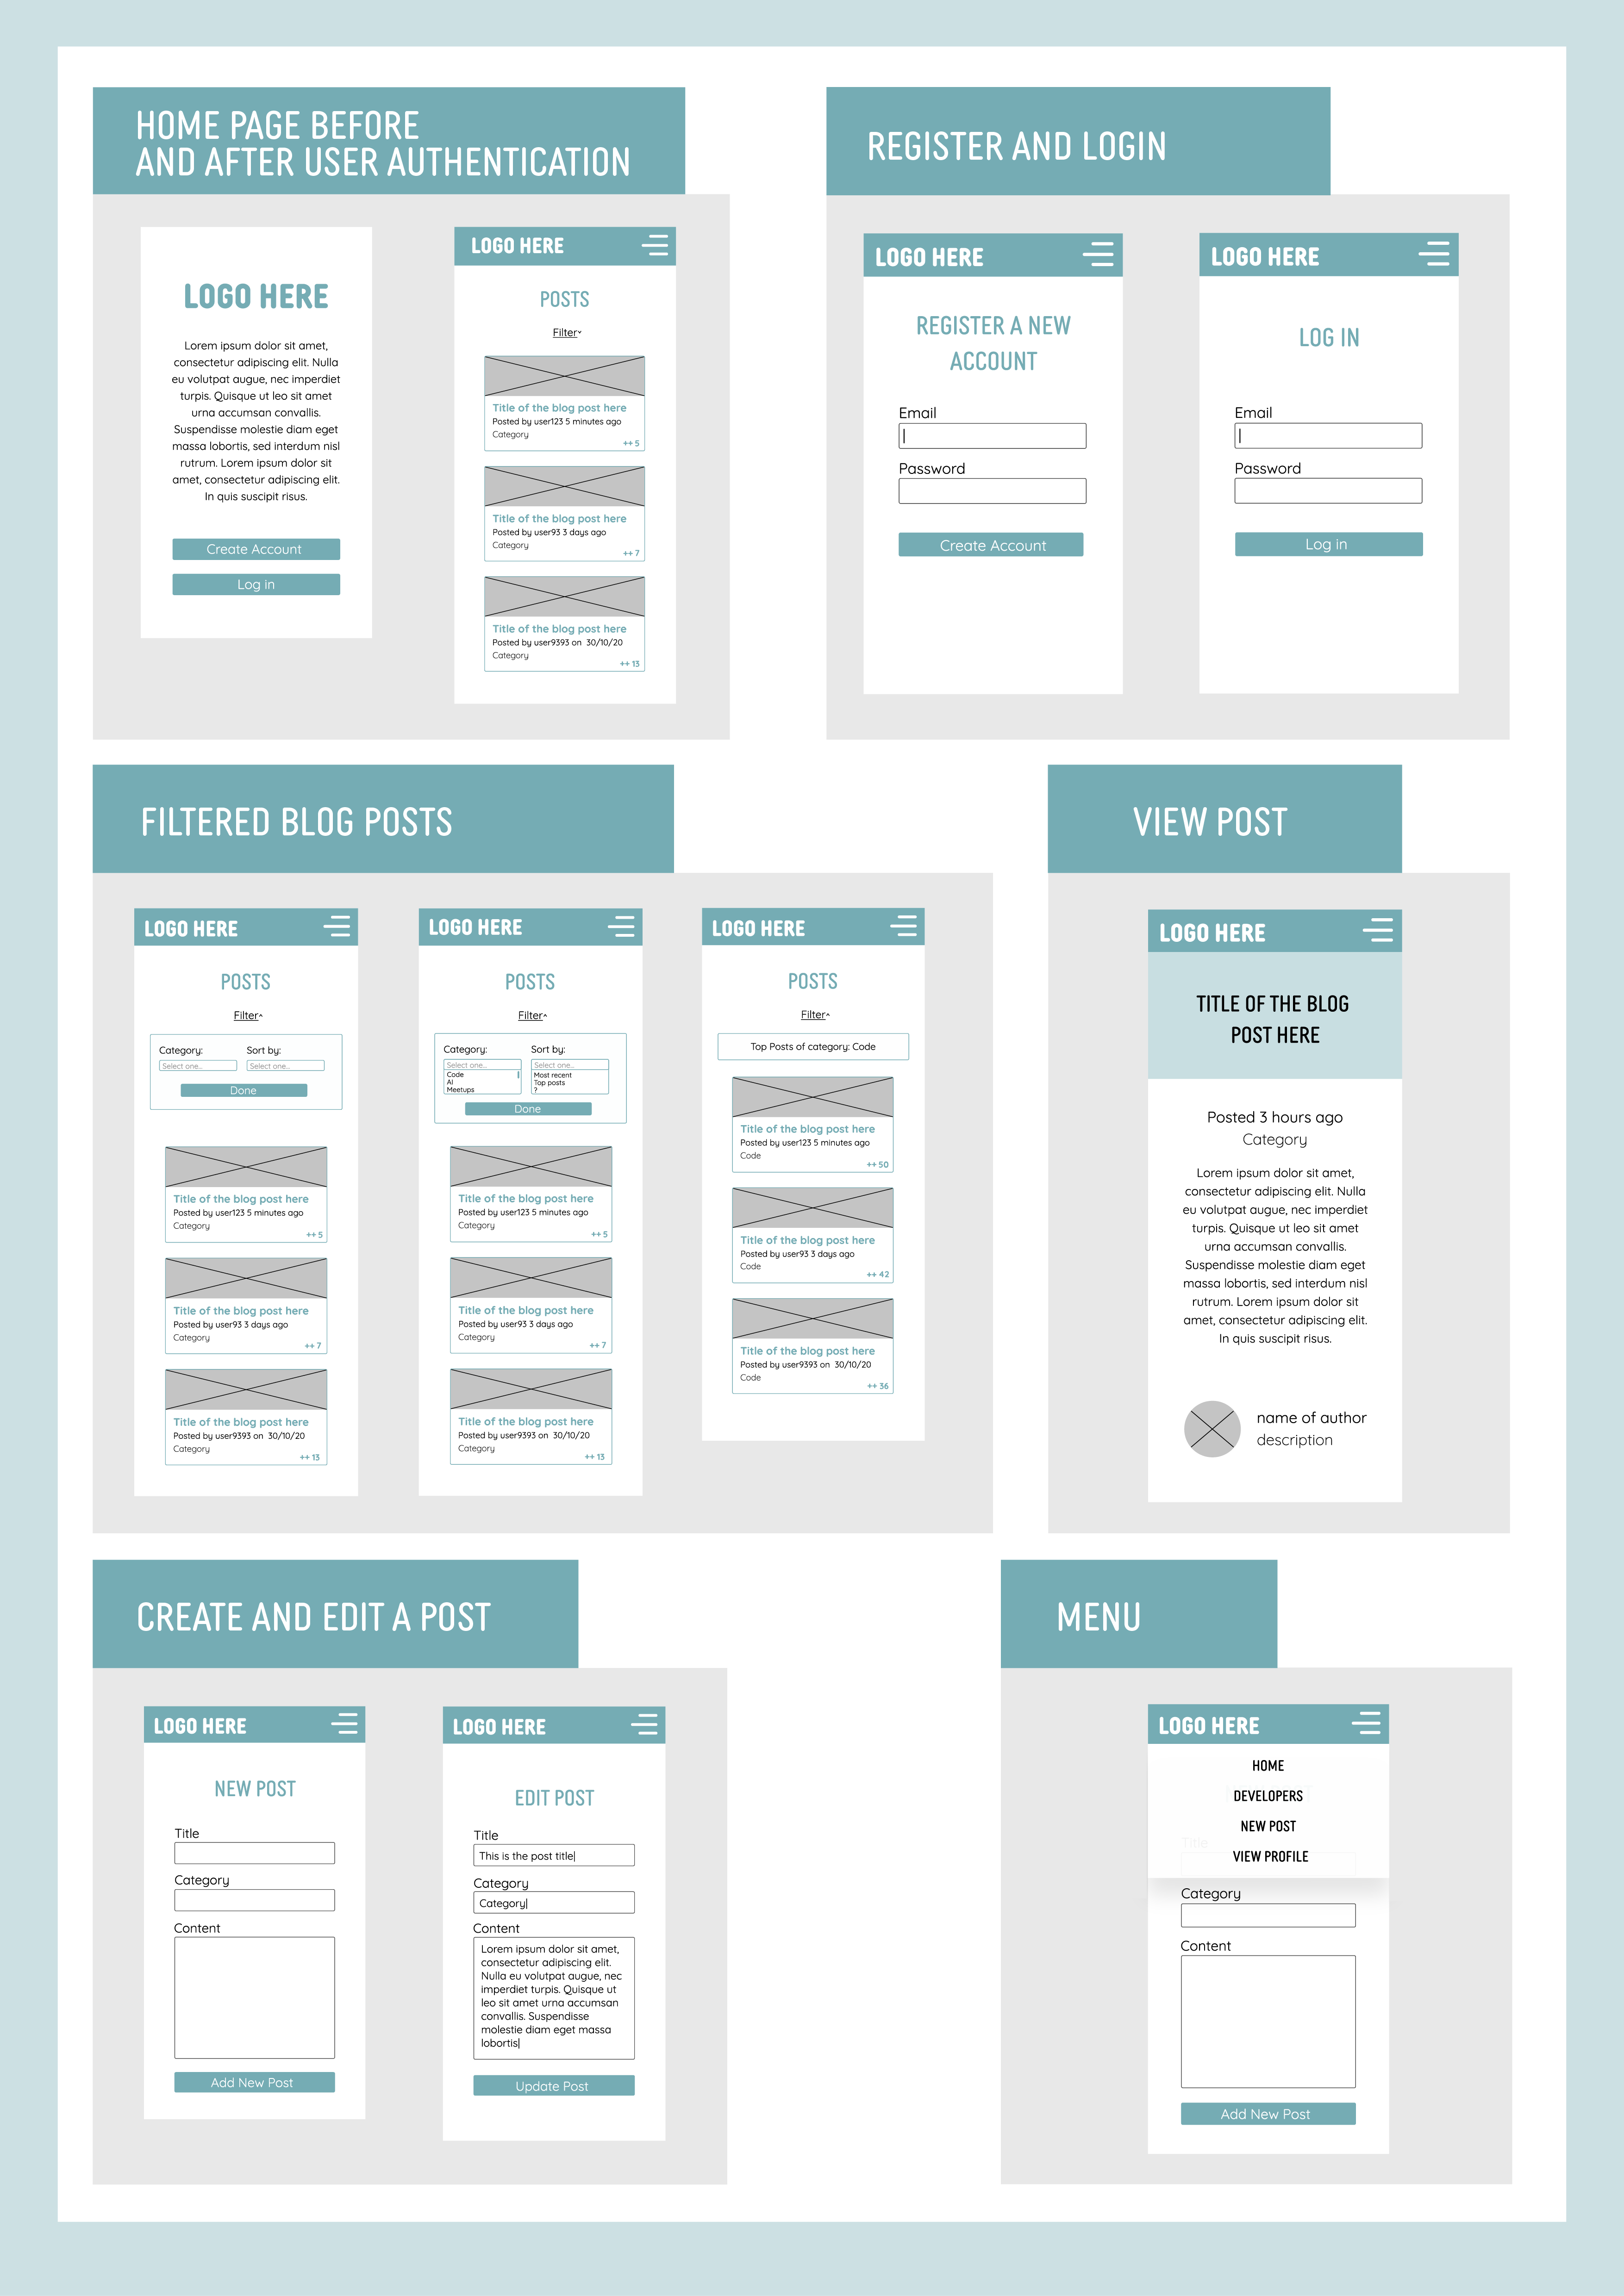 HOME PAGE BEFORE
AND AFTER USER AUTHENTICATION
LOGO HERE
Lorem ipsum dolor sit amet,
consectetur adipiscing elit. Nulla
eu volutpat augue, nec imperdiet
turpis. Quisque ut leo sit amet
urna accumsan convallis.
Suspendisse molestie diam eget
massa lobortis, sed interdum nisl
rutrum. Lorem ipsum dolor sit
amet, consectetur adipiscing elit.
In quis suscipit risus.
Create Account
Log in
LOGO HERE
POSTS
Filter
Title of the blog post here
Posted by user123 5 minutes ago
Category
++ 5
Title of the blog post here
Posted by user93 3 days ago
Category
++ 7
Title of the blog post here
Posted by user9393 on 30/10/20
Category
++ 13
REGISTER AND LOGIN
LOGO HERE
REGISTER A NEW
ACCOUNT
Email
Password
Create Account
LOGO HERE
LOG IN
Email
Password
Log in
FILTERED BLOG POSTS
LOGO HERE
POSTS
Filter^
Category: Sort by:
Select one... Select one...
Done
Title of the blog post here
Posted by user123 5 minutes ago
Category
++ 5
Title of the blog post here
Posted by user93 3 days ago
Category
++ 7
Title of the blog post here
Posted by user9393 on 30/10/20
Category
++ 13
LOGO HERE
POSTS
Filter^
Category: Sort by:
Select one... Select one...
Code Most recent
AI Top posts
Meetups ?
Done
Title of the blog post here
Posted by user123 5 minutes ago
Category
++ 5
Title of the blog post here
Posted by user93 3 days ago
Category
++ 7
Title of the blog post here
Posted by user9393 on 30/10/20
Category
++ 13
LOGO HERE
POSTS
Filter^
Top Posts of category: Code
Title of the blog post here
Posted by user123 5 minutes ago
Code
++ 50
Title of the blog post here
Posted by user93 3 days ago
Code
++ 42
Title of the blog post here
Posted by user9393 on 30/10/20
Code
++ 36
VIEW POST
LOGO HERE
TITLE OF THE BLOG
POST HERE
Posted 3 hours ago
Category
Lorem ipsum dolor sit amet,
consectetur adipiscing elit. Nulla
eu volutpat augue, nec imperdiet
turpis. Quisque ut leo sit amet
urna accumsan convallis.
Suspendisse molestie diam eget
massa lobortis, sed interdum nisl
rutrum. Lorem ipsum dolor sit
amet, consectetur adipiscing elit.
In quis suscipit risus.
name of author
description
CREATE AND EDIT A POST
LOGO HERE
NEW POST
Title
Category
Content
Add New Post
LOGO HERE
EDIT POST
Title
This is the post title
Category
Category
Content
Lorem ipsum dolor sit amet,
consectetur adipiscing elit.
Nulla eu volutpat augue, nec
imperdiet turpis. Quisque ut
leo sit amet urna accumsan
convallis. Suspendisse
molestie diam eget massa
lobortis
Update Post
MENU
LOGO HERE
HOME
DEVELOPERS
NEW POST
Title
VIEW PROFILE
Category
Content
Add New Post